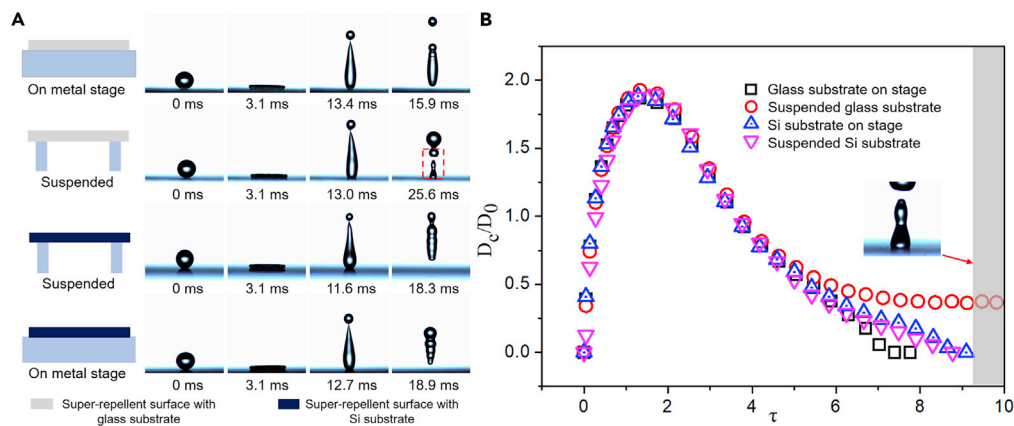 A
On metal stage
0 ms
3.1 ms
13.4 ms
15.9 ms
Suspended
0 ms
3.1 ms
13.0 ms
25.6 ms
Suspended
0 ms
3.1 ms
11.6 ms
18.3 ms
On metal stage
0 ms
3.1 ms
12.7 ms
18.9 ms
Super-repellent surface with
glass substrate
Super-repellent surface with
Si substrate
B
Glass substrate on stage
Suspended glass substrate
Si substrate on stage
Suspended Si substrate
D_c/D_0
2.0
1.5
1.0
0.5
0.0
0
2
4
6
8
10
τ